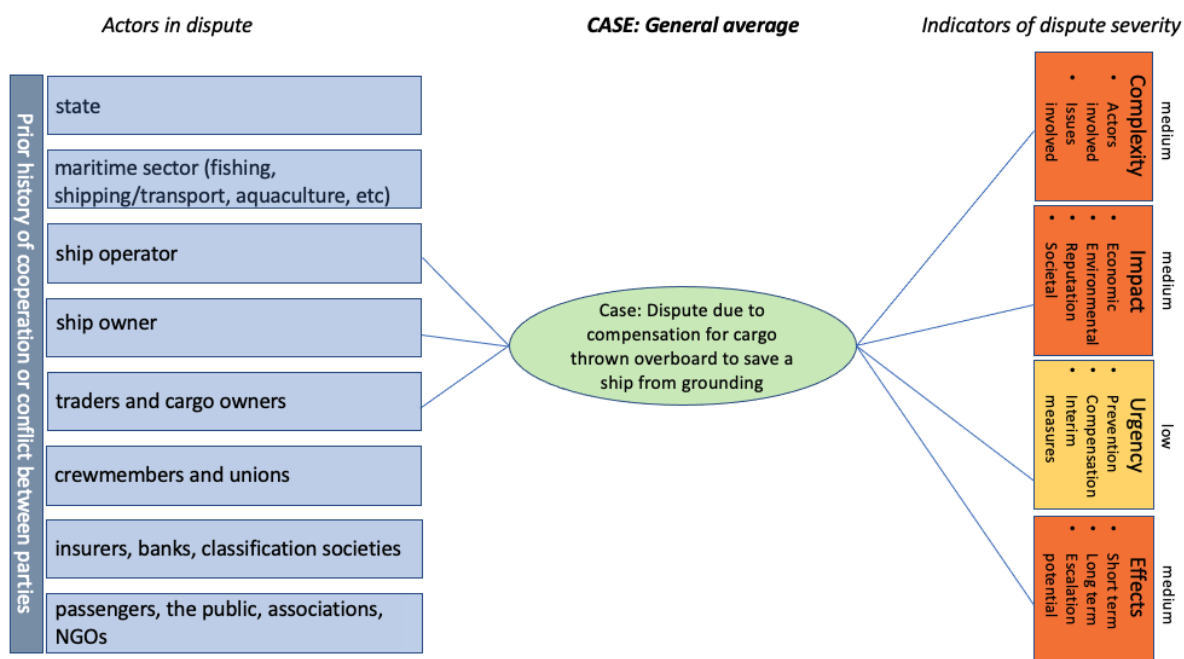 Actors in dispute
CASE: General average
Indicators of dispute severity
Prior history of cooperation or conflict between parties
state
maritime sector (fishing,
shipping/transport, aquaculture, etc)
ship operator
ship owner
traders and cargo owners
crewmembers and unions
insurers, banks, classification societies
passengers, the public, associations,
NGOs
Case: Dispute due to
compensation for cargo
thrown overboard to save a
ship from grounding
medium
Complexity
• Actors
involved
• Issues
involved
medium
Impact
• Economic
• Environmental
• Reputation
• Societal
low
Urgency
• Prevention
• Compensation
• Interim
measures
medium
Effects
• Short term
• Long term
• Escalation
potential